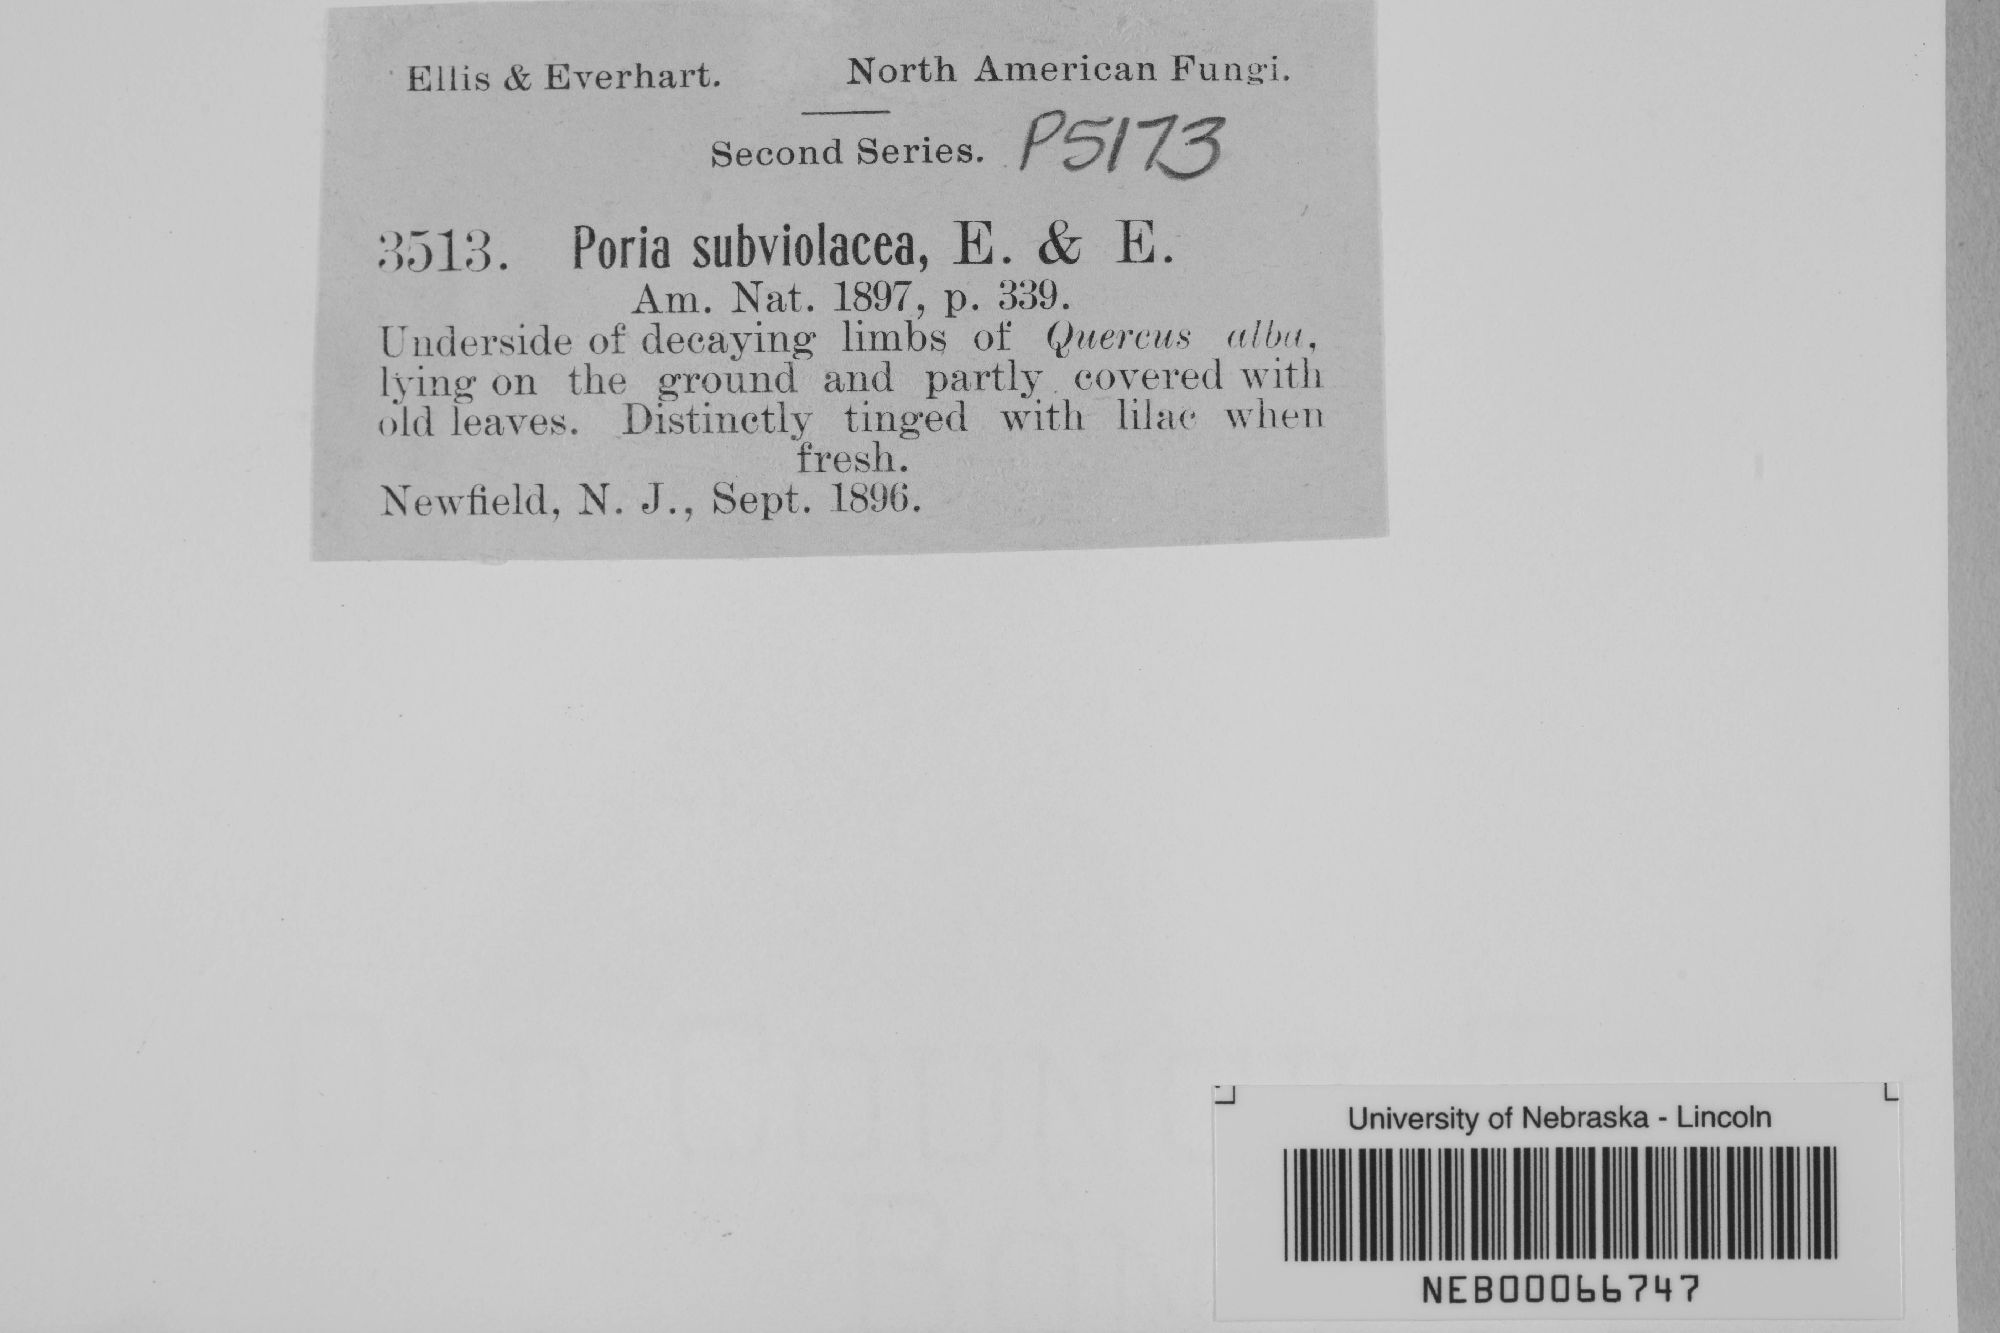 Ellis & Everhart. North American Fungi.
Second Series. P5173
3513. Poria subviolacea, E. & E.
Am. Nat. 1897, p. 339.
Underside of decaying limbs of Quercus alba,
lying on the ground and partly covered with
old leaves. Distinctly tinged with lilac when
fresh.
Newfield, N. J., Sept. 1896.
University of Nebraska - Lincoln
NEB00066747